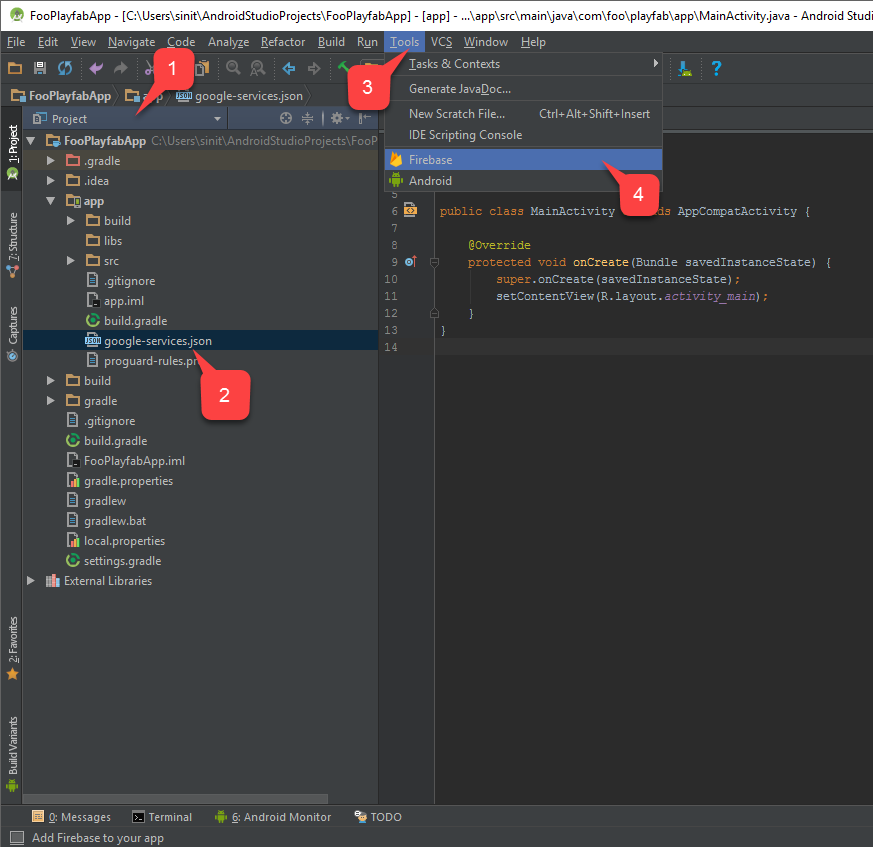 FooPlayfabApp - [C:\Users\sinit\AndroidStudioProjects\FooPlayfabApp] - [app] - ...\app\src\main\java\com\foo\playfab\app\MainActivity.java - Android Studi
File Edit View Navigate Code Analyze Refactor Build Run Tools VCS Window Help
FooPlayfabApp app google-services.json
1
3
Tasks & Contexts
Generate JavaDoc...
New Scratch File... Ctrl+Alt+Shift+Insert
IDE Scripting Console
Firebase
Android
4
1: Project
7: Structure
Captures
2: Favorites
Build Variants
Project
FooPlayfabApp C:\Users\sinit\AndroidStudioProjects\FooP
.gradle
.idea
app
build
libs
src
.gitignore
app.iml
build.gradle
google-services.json
proguard-rules.pr
2
build
gradle
.gitignore
build.gradle
FooPlayfabApp.iml
gradle.properties
gradlew
gradlew.bat
local.properties
settings.gradle
External Libraries
5
6 public class MainActivity ds AppCompatActivity {
7
8 @Override
9 protected void onCreate(Bundle savedInstanceState) {
10 super.onCreate(savedInstanceState);
11 setContentView(R.layout.activity_main);
12 }
13 }
14
0: Messages Terminal 6: Android Monitor TODO
Add Firebase to your app